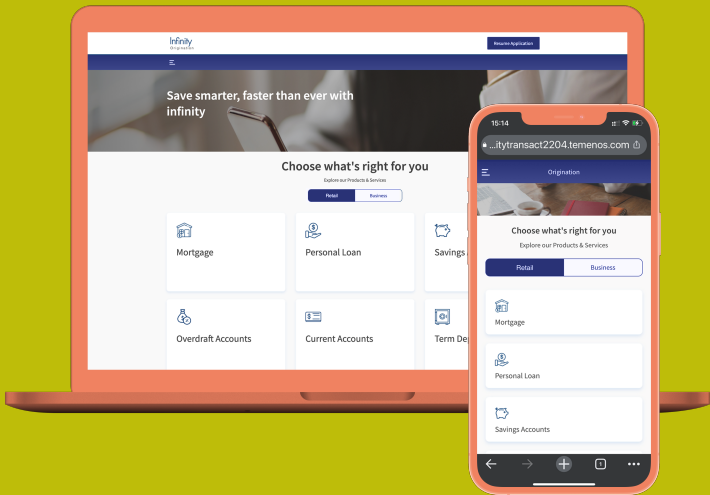 Infinity
Origination
Resume Application
Save smarter, faster than ever with
infinity
Choose what's right for you
Explore our Products & Services
Retail
Business
Mortgage
Personal Loan
Savings
Overdraft Accounts
Current Accounts
Term De
15:14
...itytransact2204.temenos.com
Origination
Choose what's right for you
Explore our Products & Services
Retail
Business
Mortgage
Personal Loan
Savings Accounts
1